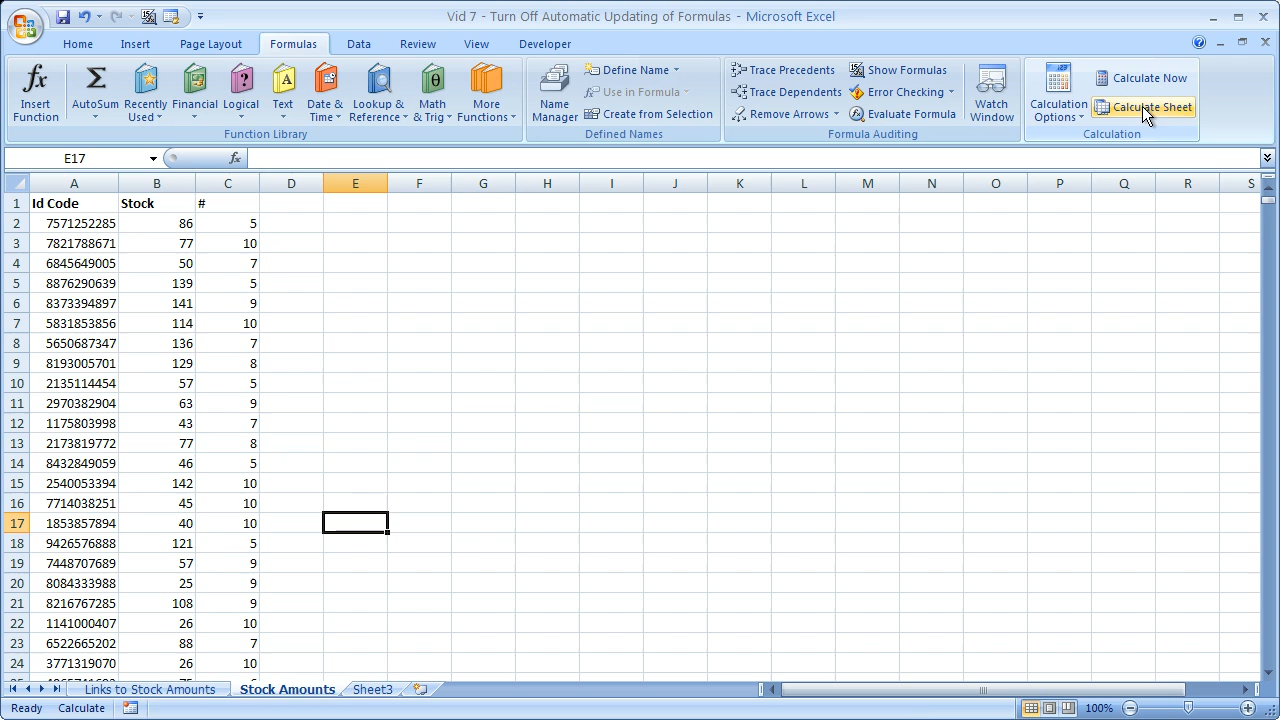 Vid 7 - Turn Off Automatic Updating of Formulas - Microsoft Excel
Home Insert Page Layout Formulas Data Review View Developer
Insert Function
AutoSum
Recently Used
Financial
Logical
Text
Date & Time
Lookup & Reference
Math & Trig
More Functions
Function Library
Name Manager
Define Name
Use in Formula
Create from Selection
Defined Names
Trace Precedents
Trace Dependents
Remove Arrows
Show Formulas
Error Checking
Evaluate Formula
Formula Auditing
Watch Window
Calculation Options
Calculate Now
Calculate Sheet
Calculation
E17 fx
A B C D E F G H I J K L M N O P Q R S
1 Id Code Stock #
2 7571252285 86 5
3 7821788671 77 10
4 6845649005 50 7
5 8876290639 139 5
6 8373394897 141 9
7 5831853856 114 10
8 5650687347 136 7
9 8193005701 129 8
10 2135114454 57 5
11 2970382904 63 9
12 1175803998 43 7
13 2173819772 77 8
14 8432849059 46 5
15 2540053394 142 10
16 7714038251 45 10
17 1853857894 40 10
18 9426576888 121 5
19 7448707689 57 9
20 8084333988 25 9
21 8216767285 108 9
22 1141000407 26 10
23 6522665202 88 7
24 3771319070 26 10
Links to Stock Amounts Stock Amounts Sheet3
Ready Calculate 100%